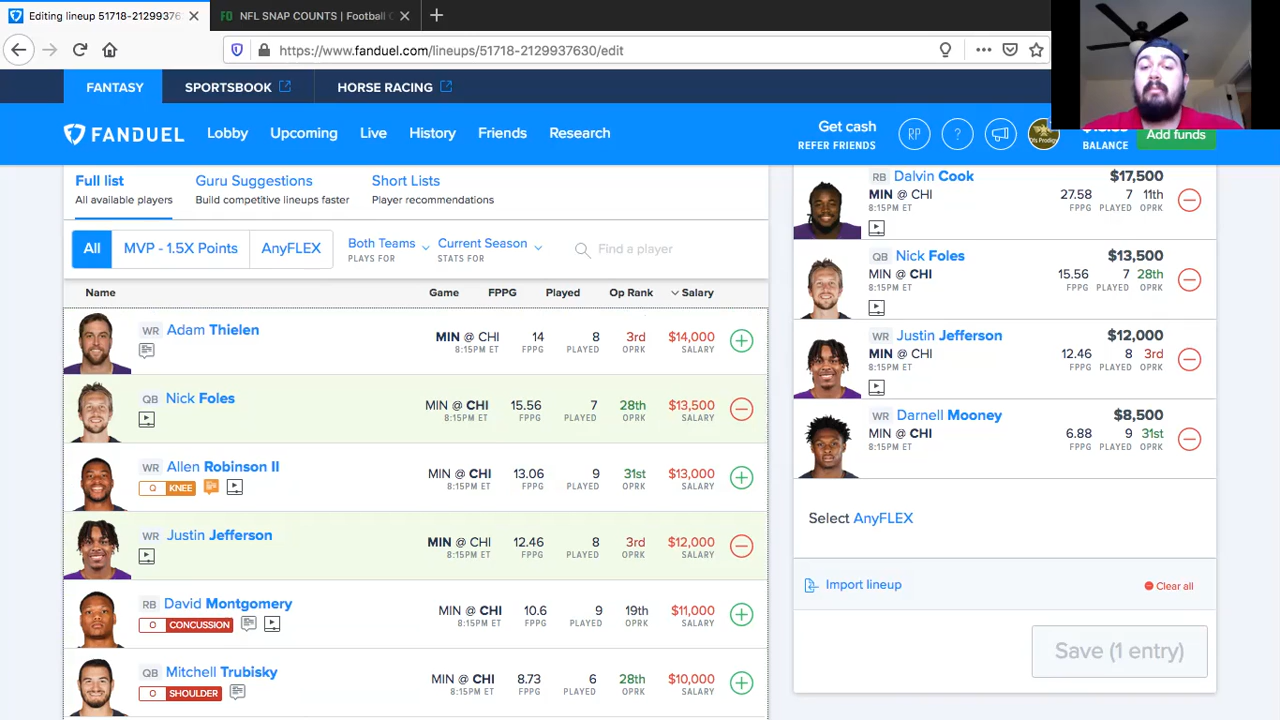 Editing lineup 51718-2129937630
NFL SNAP COUNTS | Football
https://www.fanduel.com/lineups/51718-2129937630/edit
FANTASY
SPORTSBOOK
HORSE RACING
FANDUEL
Lobby
Upcoming
Live
History
Friends
Research
Get cash
REFER FRIENDS
RP
?
BALANCE
Add funds
Full list
All available players
Guru Suggestions
Build competitive lineups faster
Short Lists
Player recommendations
All
MVP - 1.5X Points
AnyFLEX
Both Teams
PLAYS FOR
Current Season
STATS FOR
Find a player
Name Game FPPG Played Op Rank Salary
WR Adam Thielen MIN @ CHI 14 8 3rd $14,000
8:15PM ET FPPG PLAYED OPRK SALARY
QB Nick Foles MIN @ CHI 15.56 7 28th $13,500
8:15PM ET FPPG PLAYED OPRK SALARY
WR Allen Robinson II MIN @ CHI 13.06 9 31st $13,000
Q KNEE 8:15PM ET FPPG PLAYED OPRK SALARY
WR Justin Jefferson MIN @ CHI 12.46 8 3rd $12,000
8:15PM ET FPPG PLAYED OPRK SALARY
RB David Montgomery MIN @ CHI 10.6 9 19th $11,000
O CONCUSSION 8:15PM ET FPPG PLAYED OPRK SALARY
QB Mitchell Trubisky MIN @ CHI 8.73 6 28th $10,000
O SHOULDER 8:15PM ET FPPG PLAYED OPRK SALARY
RB Dalvin Cook $17,500
MIN @ CHI 27.58 7 11th
8:15PM ET FPPG PLAYED OPRK
QB Nick Foles $13,500
MIN @ CHI 15.56 7 28th
8:15PM ET FPPG PLAYED OPRK
WR Justin Jefferson $12,000
MIN @ CHI 12.46 8 3rd
8:15PM ET FPPG PLAYED OPRK
WR Darnell Mooney $8,500
MIN @ CHI 6.88 9 31st
8:15PM ET FPPG PLAYED OPRK
Select AnyFLEX
Import lineup
Clear all
Save (1 entry)